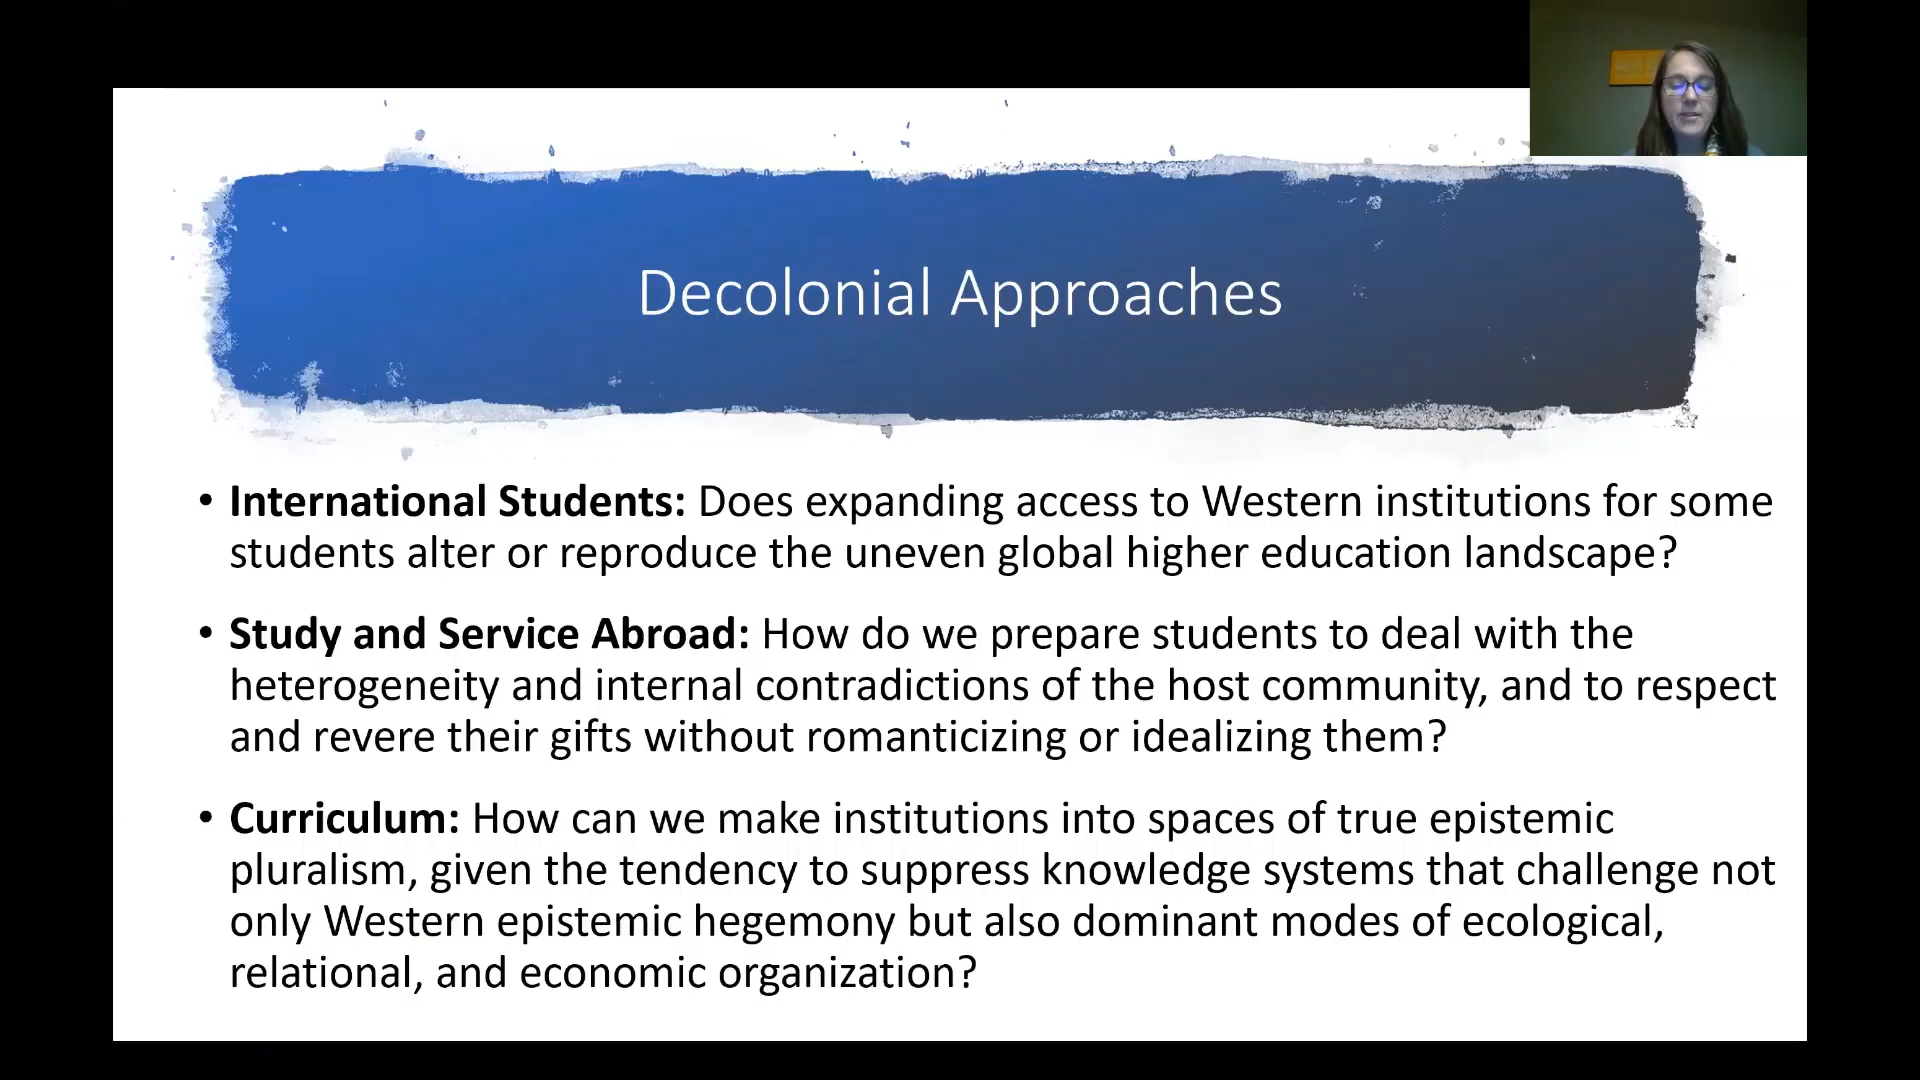 Decolonial Approaches
• International Students: Does expanding access to Western institutions for some
students alter or reproduce the uneven global higher education landscape?
• Study and Service Abroad: How do we prepare students to deal with the
heterogeneity and internal contradictions of the host community, and to respect
and revere their gifts without romanticizing or idealizing them?
• Curriculum: How can we make institutions into spaces of true epistemic
pluralism, given the tendency to suppress knowledge systems that challenge not
only Western epistemic hegemony but also dominant modes of ecological,
relational, and economic organization?